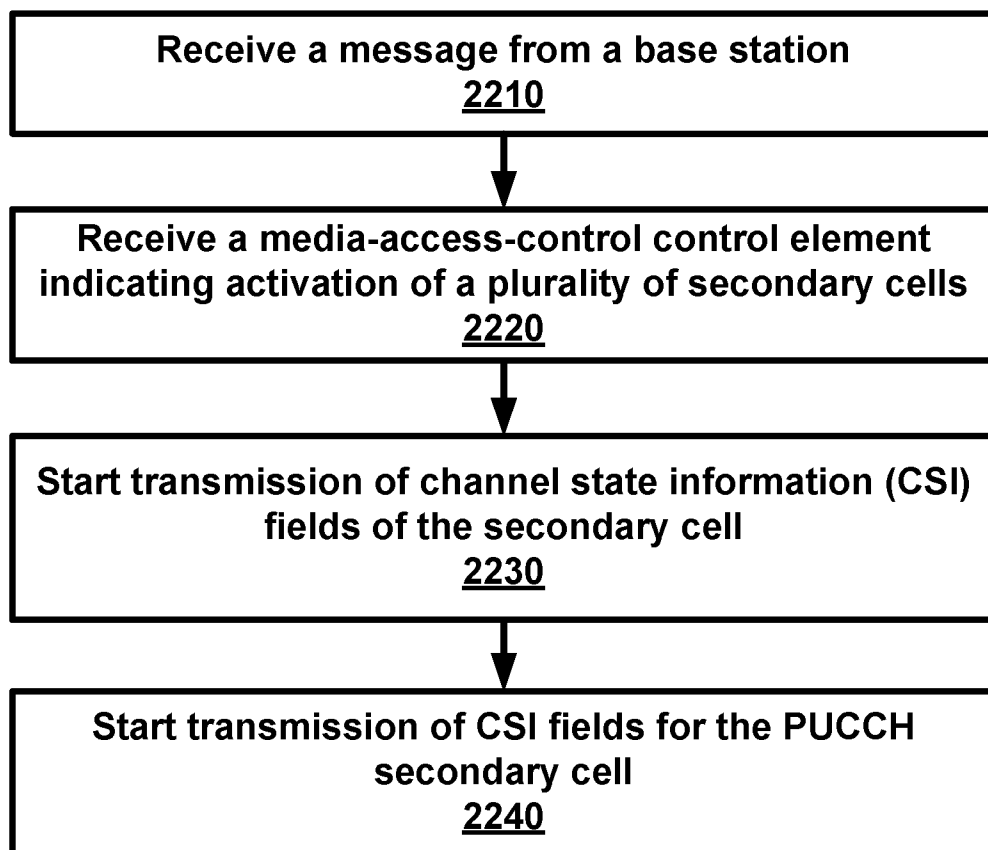 Receive a message from a base station
2210
Receive a media-access-control control element
indicating activation of a plurality of secondary cells
2220
Start transmission of channel state information (CSI)
fields of the secondary cell
2230
Start transmission of CSI fields for the PUCCH
secondary cell
2240